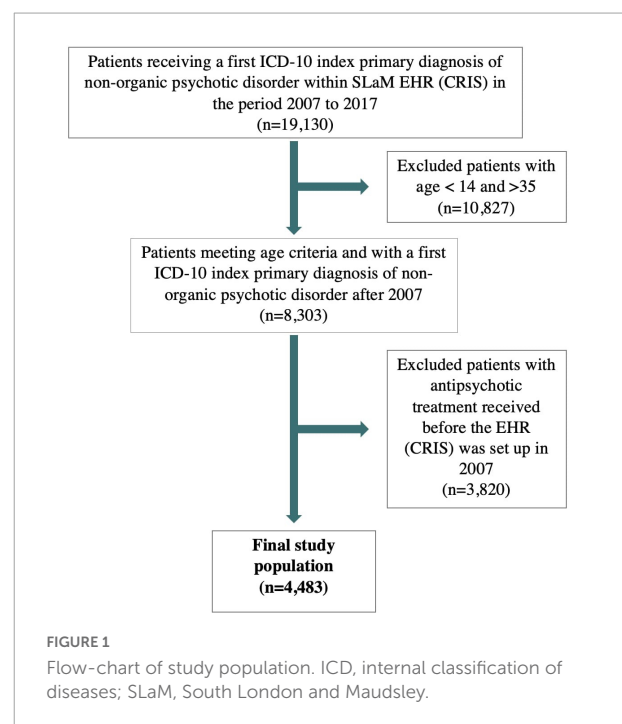 Patients receiving a first ICD-10 index primary diagnosis of
non-organic psychotic disorder within SLaM EHR (CRIS) in
the period 2007 to 2017
(n=19,130)
Excluded patients with
age < 14 and >35
(n=10,827)
Patients meeting age criteria and with a first
ICD-10 index primary diagnosis of non-
organic psychotic disorder after 2007
(n=8,303)
Excluded patients with
antipsychotic
treatment received
before the EHR
(CRIS) was set up in
2007
(n=3,820)
Final study
population
(n=4,483)
FIGURE 1
Flow-chart of study population. ICD, internal classification of
diseases; SLaM, South London and Maudsley.